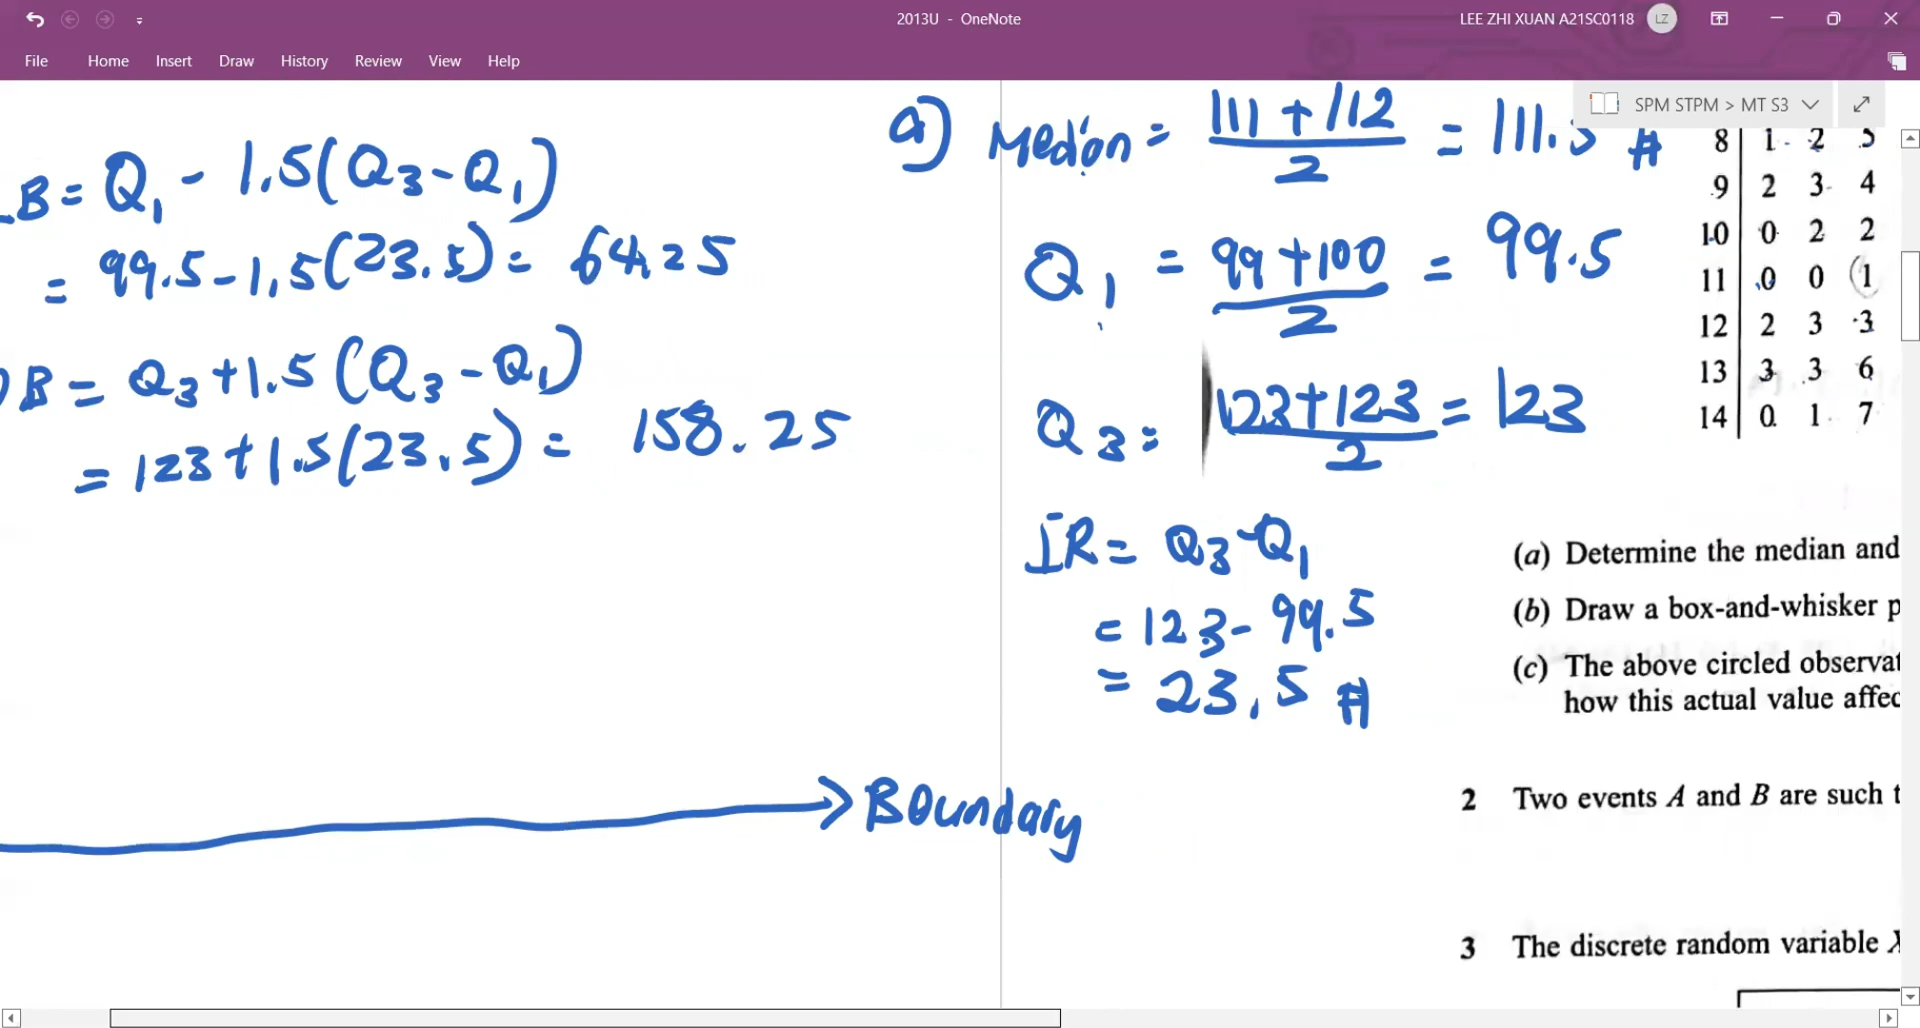 2013U - OneNote
LEE ZHI XUAN A21SC0118
LZ
File Home Insert Draw History Review View Help
SPM STPM > MT S3
B = Q₁ - 1.5(Q₃-Q₁)
= 99.5-1.5(23.5) = 64.25
B = Q₃+1.5(Q₃-Q₁)
= 123+1.5(23.5) = 158.25
a) Median = (111+112)/2 = 111.5 #
Q₁ = (99+100)/2 = 99.5
Q₃ = (123+123)/2 = 123
IR = Q₃-Q₁
= 123-99.5
= 23.5 #
Boundary
8 | 1 2 5
9 | 2 3 4
10 | 0 2 2
11 | 0 0 1
12 | 2 3 3
13 | 3 3 6
14 | 0 1 7
(a) Determine the median and
(b) Draw a box-and-whisker p
(c) The above circled observat
how this actual value affec
2 Two events A and B are such t
3 The discrete random variable X